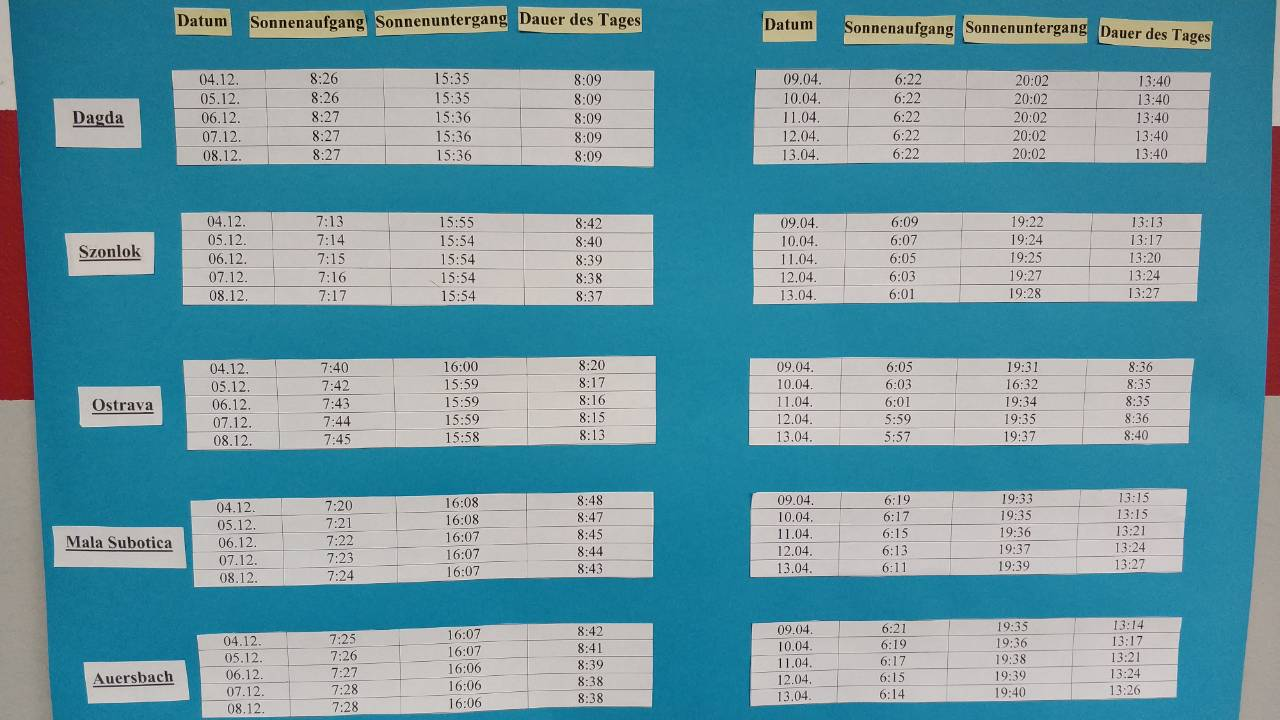 Datum Sonnenaufgang Sonnenuntergang Dauer des Tages Datum Sonnenaufgang Sonnenuntergang Dauer des Tages
Dagda
04.12. 8:26 15:35 8:09 09.04. 6:22 20:02 13:40
05.12. 8:26 15:35 8:09 10.04. 6:22 20:02 13:40
06.12. 8:27 15:36 8:09 11.04. 6:22 20:02 13:40
07.12. 8:27 15:36 8:09 12.04. 6:22 20:02 13:40
08.12. 8:27 15:36 8:09 13.04. 6:22 20:02 13:40
Szonlok
04.12. 7:13 15:55 8:42 09.04. 6:09 19:22 13:13
05.12. 7:14 15:54 8:40 10.04. 6:07 19:24 13:17
06.12. 7:15 15:54 8:39 11.04. 6:05 19:25 13:20
07.12. 7:16 15:54 8:38 12.04. 6:03 19:27 13:24
08.12. 7:17 15:54 8:37 13.04. 6:01 19:28 13:27
Ostrava
04.12. 7:40 16:00 8:20 09.04. 6:05 19:31 8:36
05.12. 7:42 15:59 8:17 10.04. 6:03 16:32 8:35
06.12. 7:43 15:59 8:16 11.04. 6:01 19:34 8:35
07.12. 7:44 15:59 8:15 12.04. 5:59 19:35 8:36
08.12. 7:45 15:58 8:13 13.04. 5:57 19:37 8:40
Mala Subotica
04.12. 7:20 16:08 8:48 09.04. 6:19 19:33 13:15
05.12. 7:21 16:08 8:47 10.04. 6:17 19:35 13:15
06.12. 7:22 16:07 8:45 11.04. 6:15 19:36 13:21
07.12. 7:23 16:07 8:44 12.04. 6:13 19:37 13:24
08.12. 7:24 16:07 8:43 13.04. 6:11 19:39 13:27
Auersbach
04.12. 7:25 16:07 8:42 09.04. 6:21 19:35 13:14
05.12. 7:26 16:07 8:41 10.04. 6:19 19:36 13:17
06.12. 7:27 16:06 8:39 11.04. 6:17 19:38 13:21
07.12. 7:28 16:06 8:38 12.04. 6:15 19:39 13:24
08.12. 7:28 16:06 8:38 13.04. 6:14 19:40 13:26